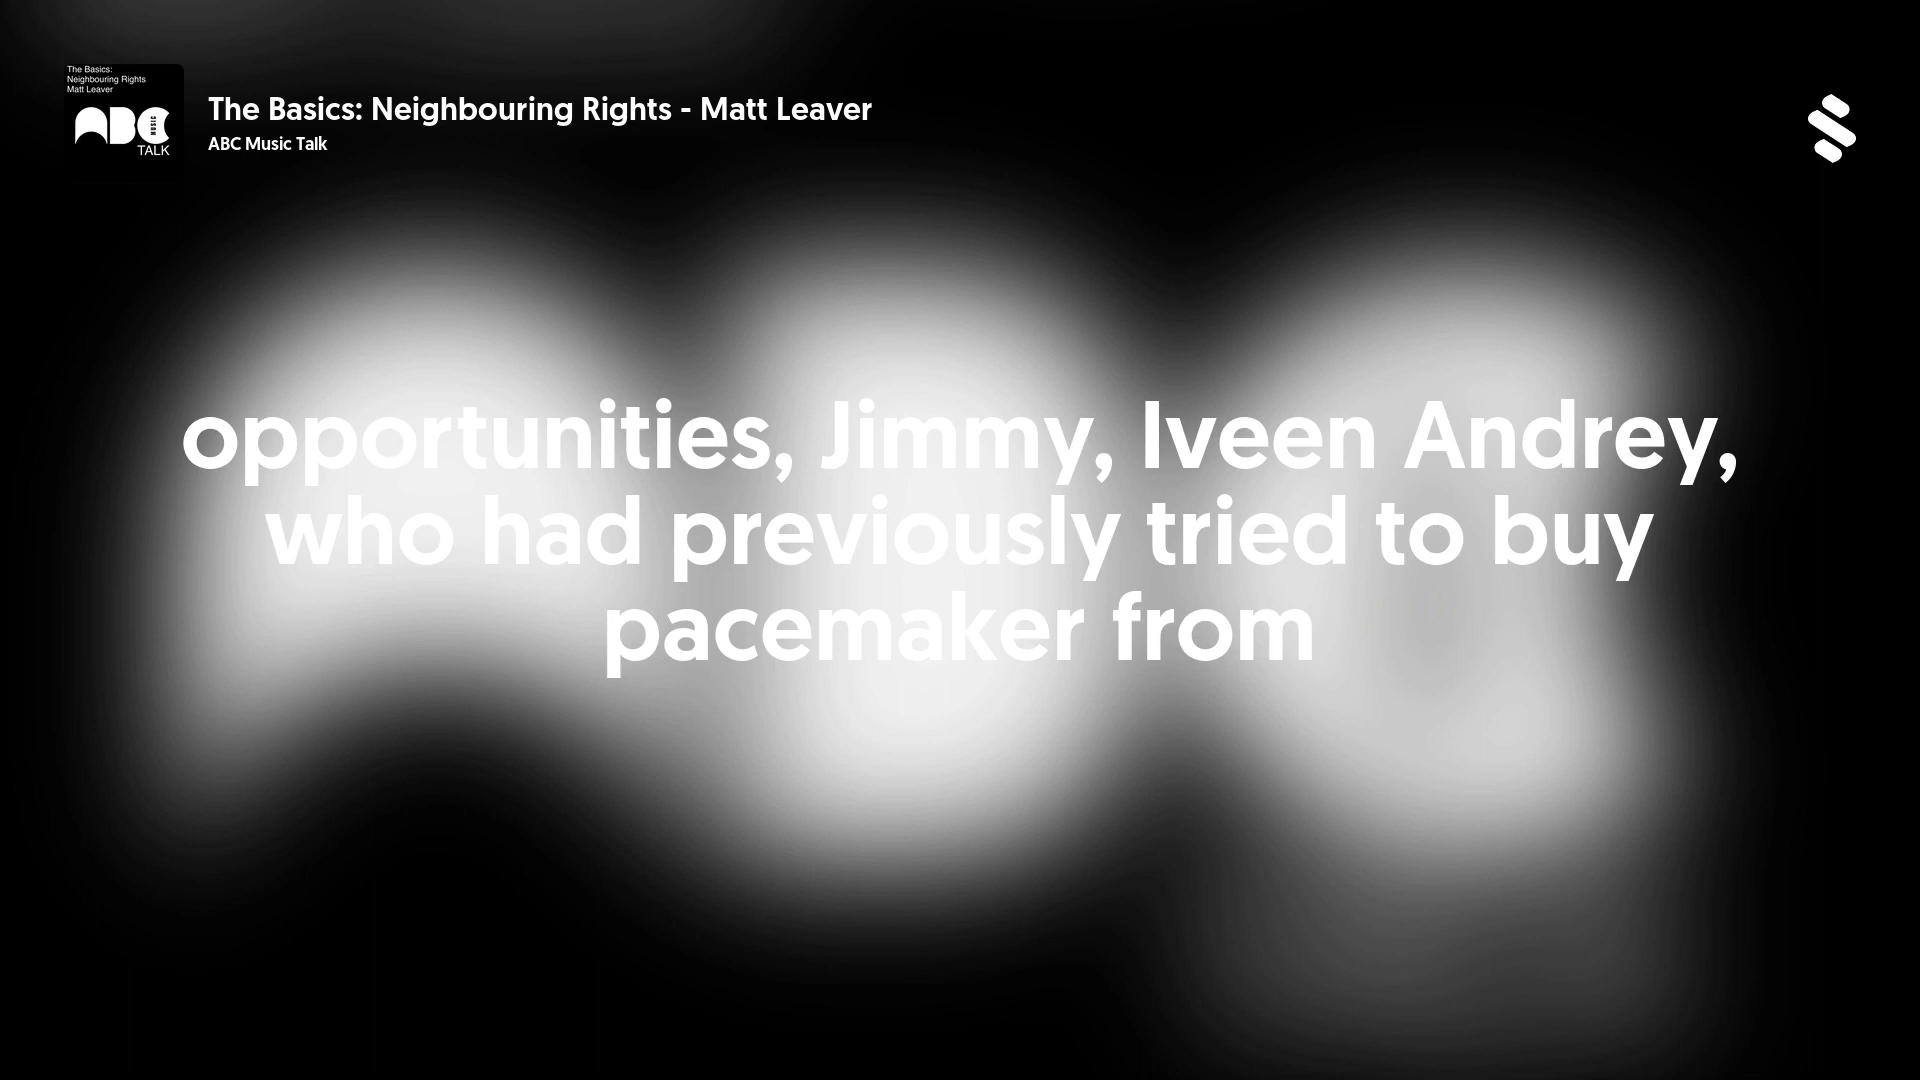 The Basics:
Neighbouring Rights
Matt Leaver
ABC
MUSIC
TALK
The Basics: Neighbouring Rights - Matt Leaver
ABC Music Talk
opportunities, Jimmy, Iveen Andrey,
who had previously tried to buy
pacemaker from